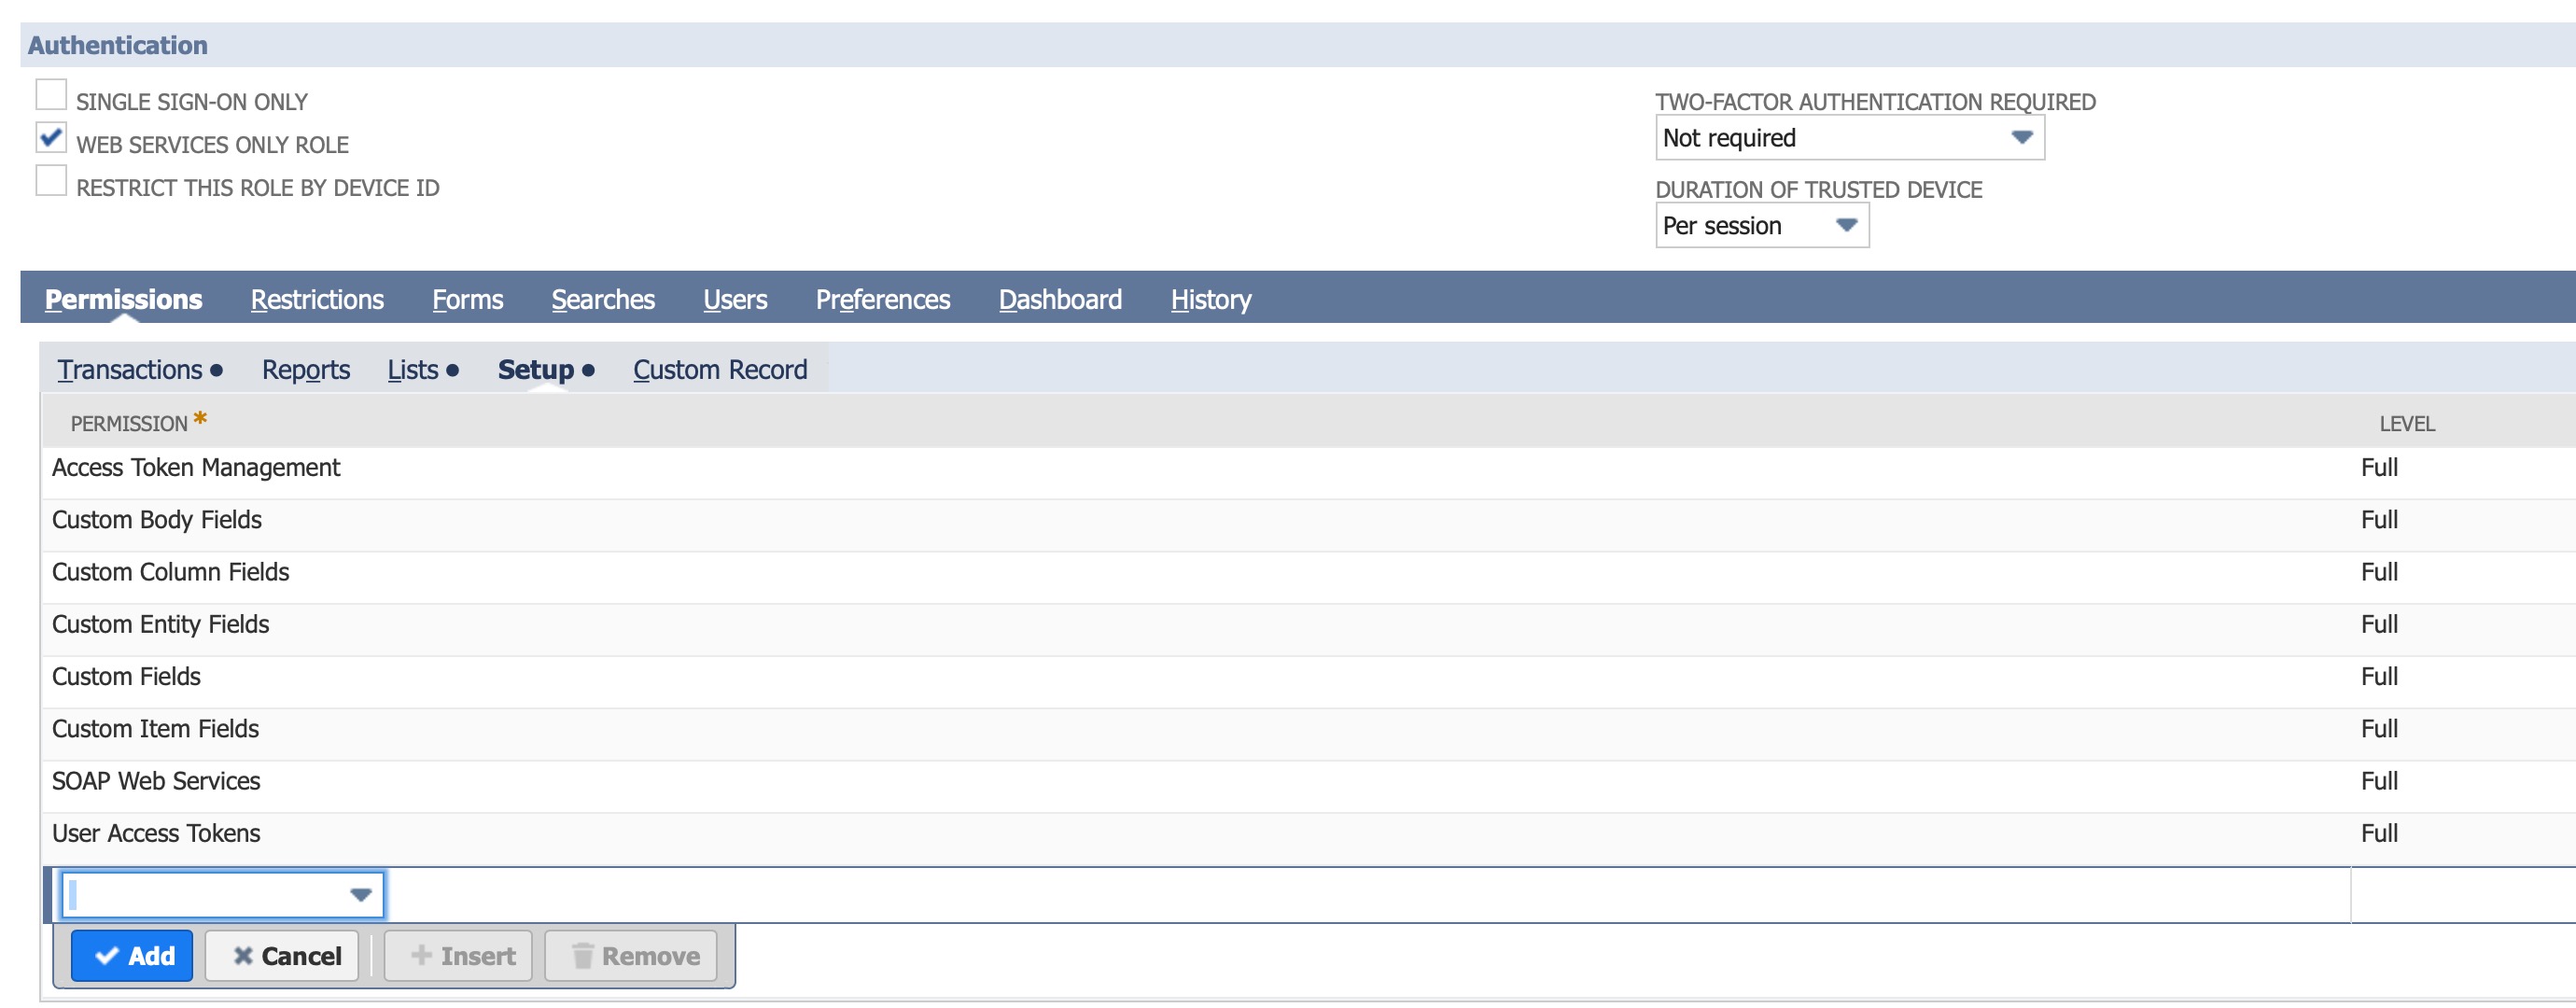 Authentication
SINGLE SIGN-ON ONLY
WEB SERVICES ONLY ROLE
RESTRICT THIS ROLE BY DEVICE ID
TWO-FACTOR AUTHENTICATION REQUIRED
Not required
DURATION OF TRUSTED DEVICE
Per session
Permissions Restrictions Forms Searches Users Preferences Dashboard History
Transactions • Reports Lists • Setup • Custom Record
PERMISSION * LEVEL
Access Token Management Full
Custom Body Fields Full
Custom Column Fields Full
Custom Entity Fields Full
Custom Fields Full
Custom Item Fields Full
SOAP Web Services Full
User Access Tokens Full
Add Cancel Insert Remove